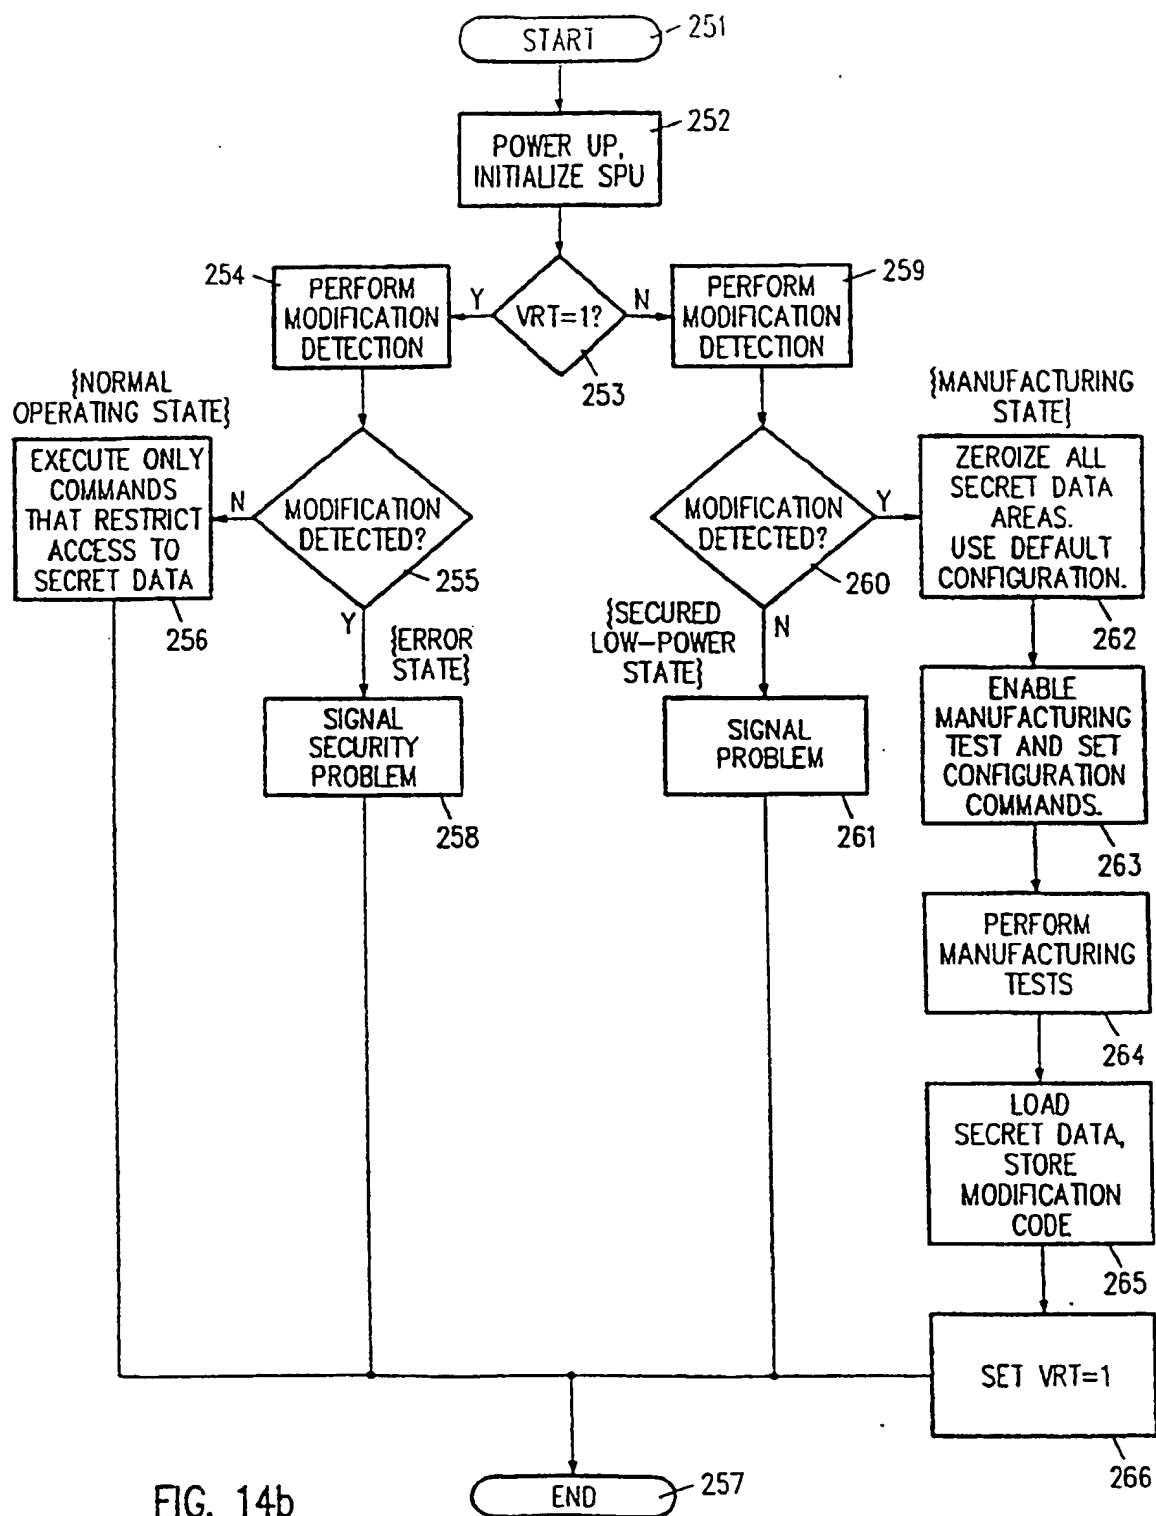 START
251
252
POWER UP,
INITIALIZE SPU
254
PERFORM
MODIFICATION
DETECTION
Y
VRT=1?
N
253
259
PERFORM
MODIFICATION
DETECTION
{NORMAL
OPERATING STATE}
EXECUTE ONLY
COMMANDS
THAT RESTRICT
ACCESS TO
SECRET DATA
256
N
MODIFICATION
DETECTED?
255
Y
{ERROR
STATE}
SIGNAL
SECURITY
PROBLEM
258
MODIFICATION
DETECTED?
260
Y
N
{SECURED
LOW-POWER
STATE}
SIGNAL
PROBLEM
261
{MANUFACTURING
STATE}
ZEROIZE ALL
SECRET DATA
AREAS.
USE DEFAULT
CONFIGURATION.
262
ENABLE
MANUFACTURING
TEST AND SET
CONFIGURATION
COMMANDS.
263
PERFORM
MANUFACTURING
TESTS
264
LOAD
SECRET DATA,
STORE
MODIFICATION
CODE
265
SET VRT=1
266
END
257
FIG. 14b